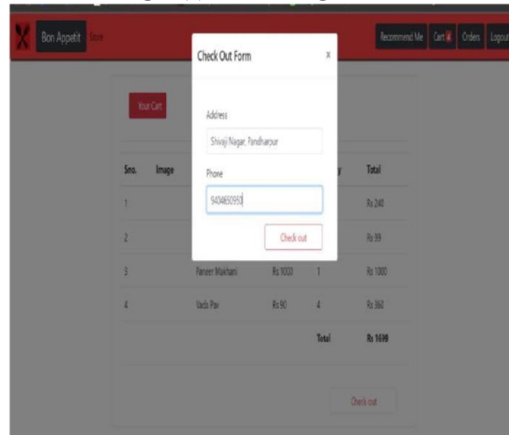 Bon Appetit Store Recommend Me Cart 4 Orders Logout
Check Out Form x
Your Cart
Address
Shivaji Nagar, Pandharpur
Sno. Image Total
Phone
1 Rs 240
2 Rs 99
Check out
3 Paneer Makhani Rs 1000 1 Rs 1000
4 Vada Pav Rs 90 4 Rs 360
Total Rs 1699
Check out